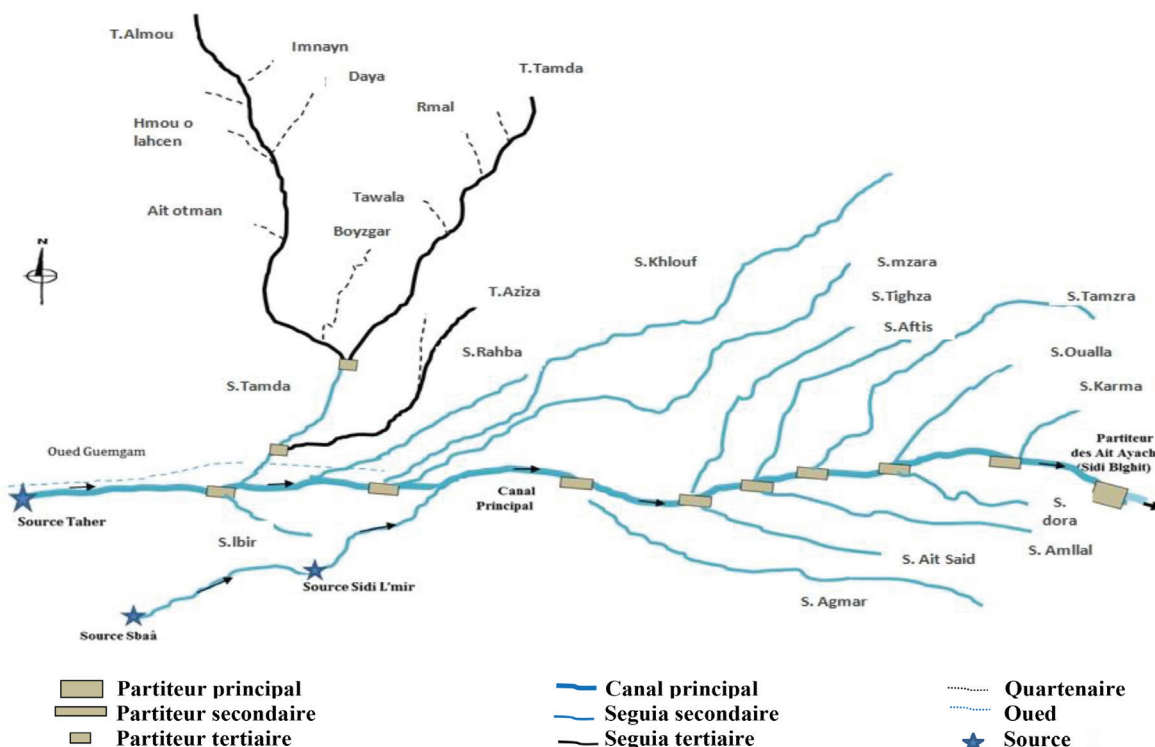 T.Almou
Imnayn
Daya
T.Tamda
Hmou o
lahcen
Rmal
Ait otman
Tawala
Boyzgar
N
S.Khlouf
S.mzara
T.Aziza
S.Tighza
S.Tamzra
S.Aftis
S.Rahba
S.Oualla
S.Tamda
S.Karma
Oued Guemgam
Partiteur
des Ait Ayach
(Sidi Blghit)
Source Taher
Canal
Principal
S.Ibir
S.
dora
S. Amllal
S. Ait Said
Source Sidi L'mir
S. Agmar
Source Sbaâ
Partiteur principal
Partiteur secondaire
Partiteur tertiaire
Canal principal
Seguia secondaire
Seguia tertiaire
Quartenaire
Oued
Source